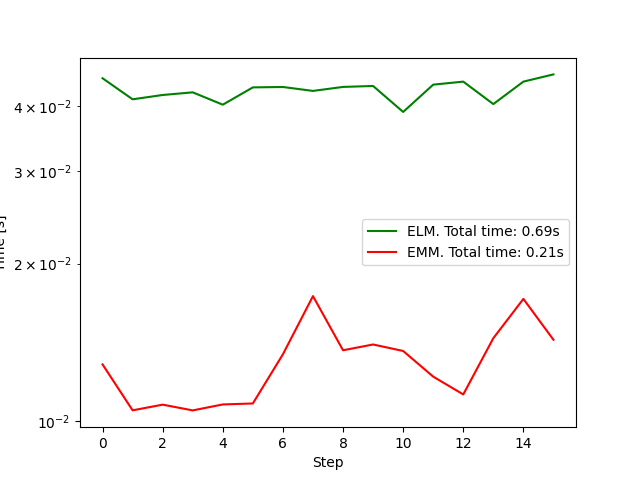 4 × 10⁻²
3 × 10⁻²
2 × 10⁻²
10⁻²
ELM. Total time: 0.69s
EMM. Total time: 0.21s
0 2 4 6 8 10 12 14
Step